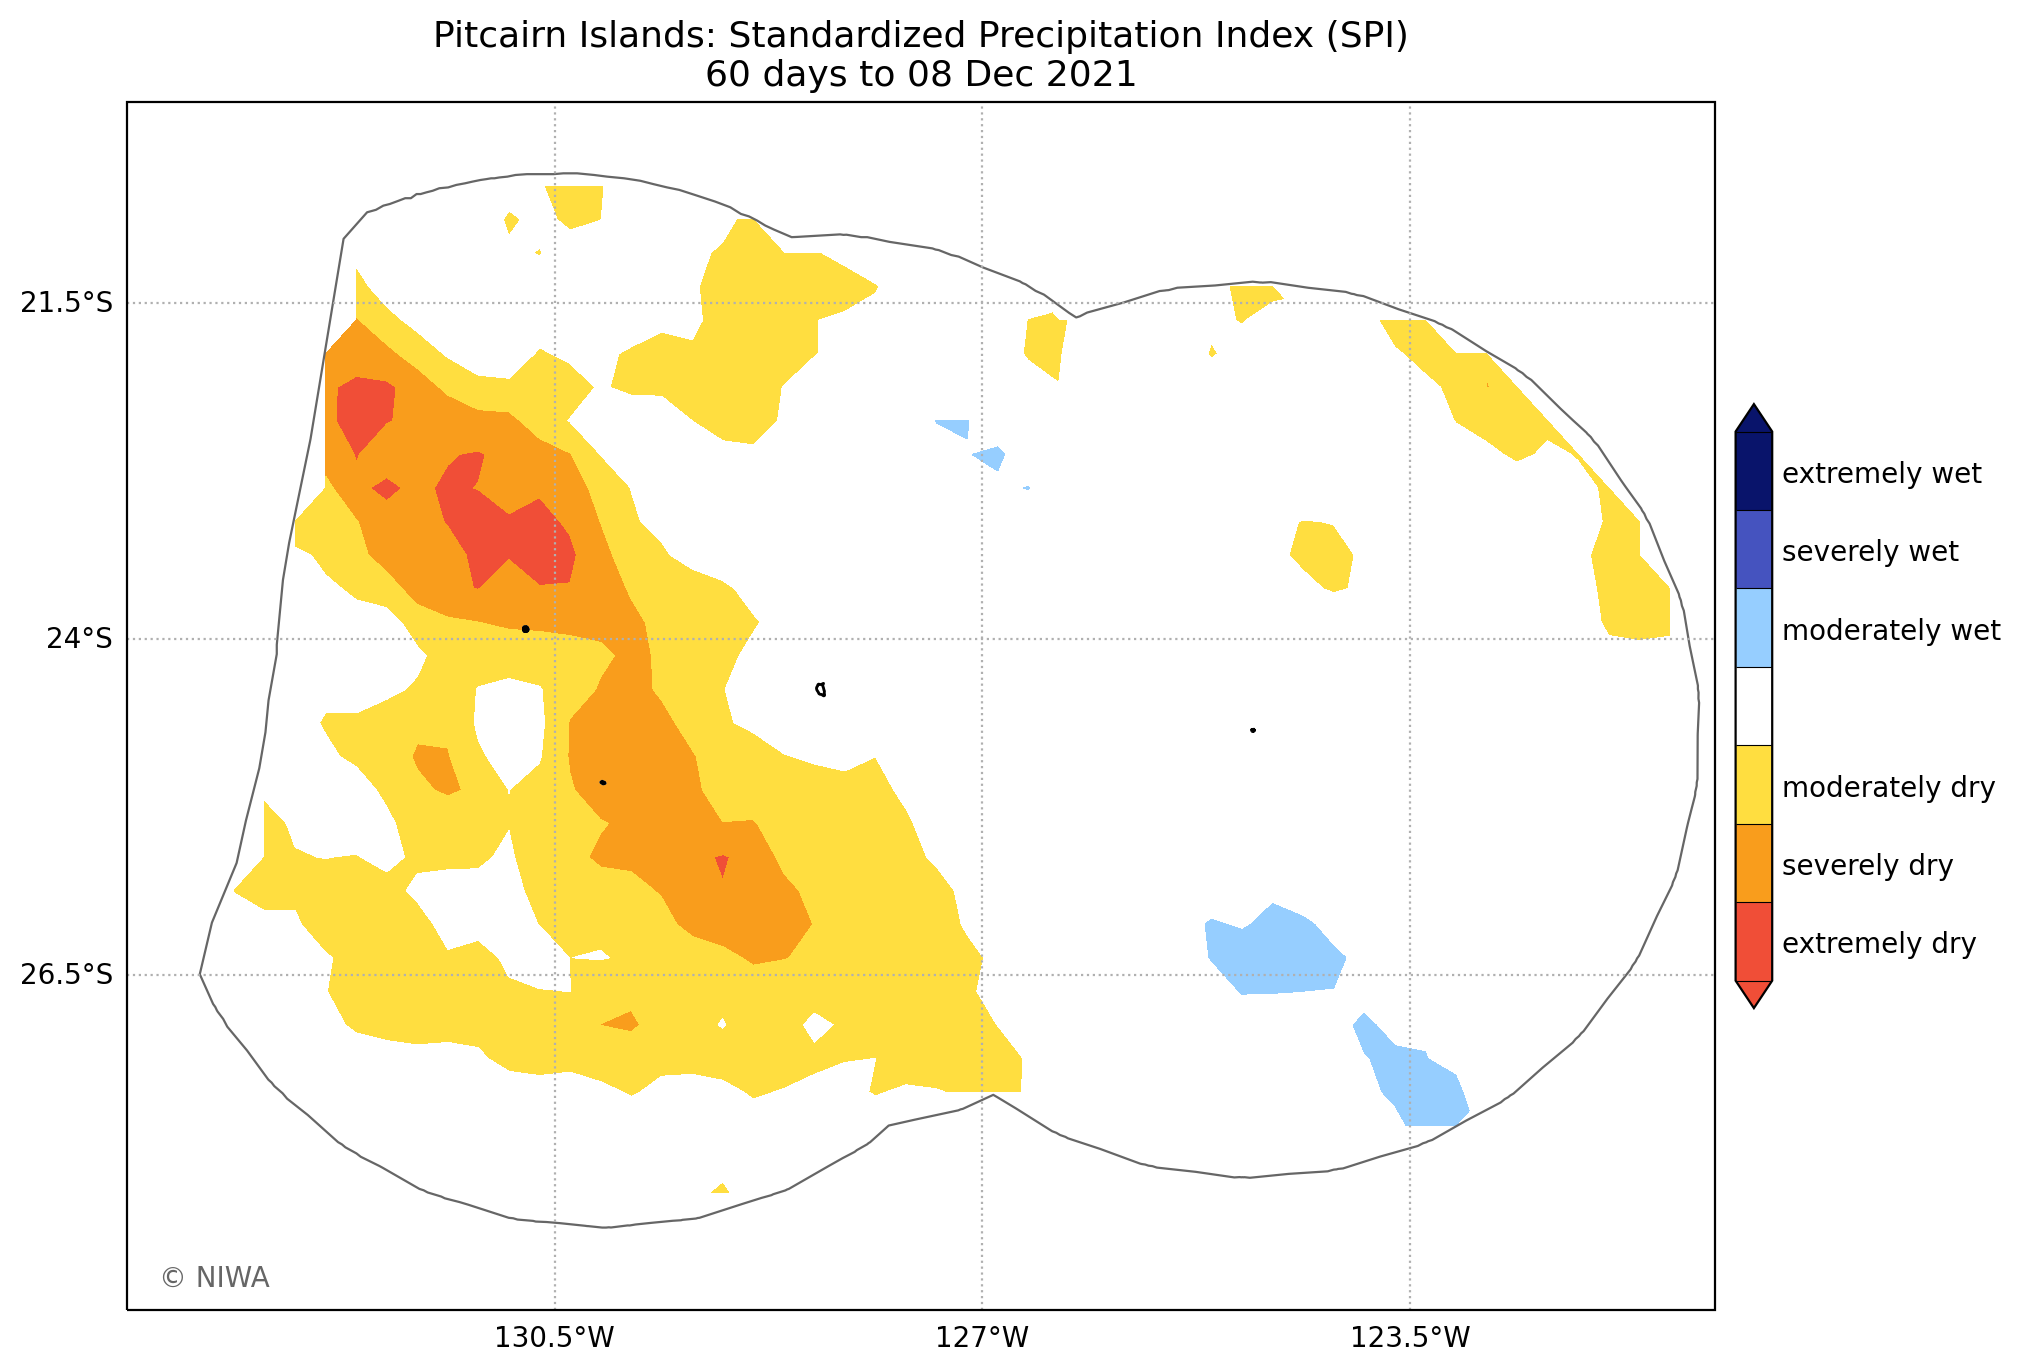 Pitcairn Islands: Standardized Precipitation Index (SPI)
60 days to 08 Dec 2021
21.5°S
24°S
26.5°S
130.5°W
127°W
123.5°W
extremely wet
severely wet
moderately wet
moderately dry
severely dry
extremely dry
© NIWA